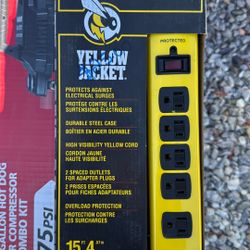 YELLOW
JACKET
PROTECTED
PROTECTS AGAINST
ELECTRICAL SURGES
PROTÉGE CONTRE LES
SURTENSIONS ÉLECTRIQUES
DURABLE STEEL CASE
BOÎTIER EN ACIER DURABLE
HIGH VISIBILITY YELLOW CORD
CORDON JAUNE
HAUTE VISIBILITÉ
2 SPACED OUTLETS
FOR ADAPTER PLUGS
2 PRISES ESPACÉES
POUR FICHES ADAPTATEURS
OVERLOAD PROTECTION
PROTECTION CONTRE
LES SURCHARGES
15
HOT DOG
COMPRESSOR
COMBO KIT
75 PSI